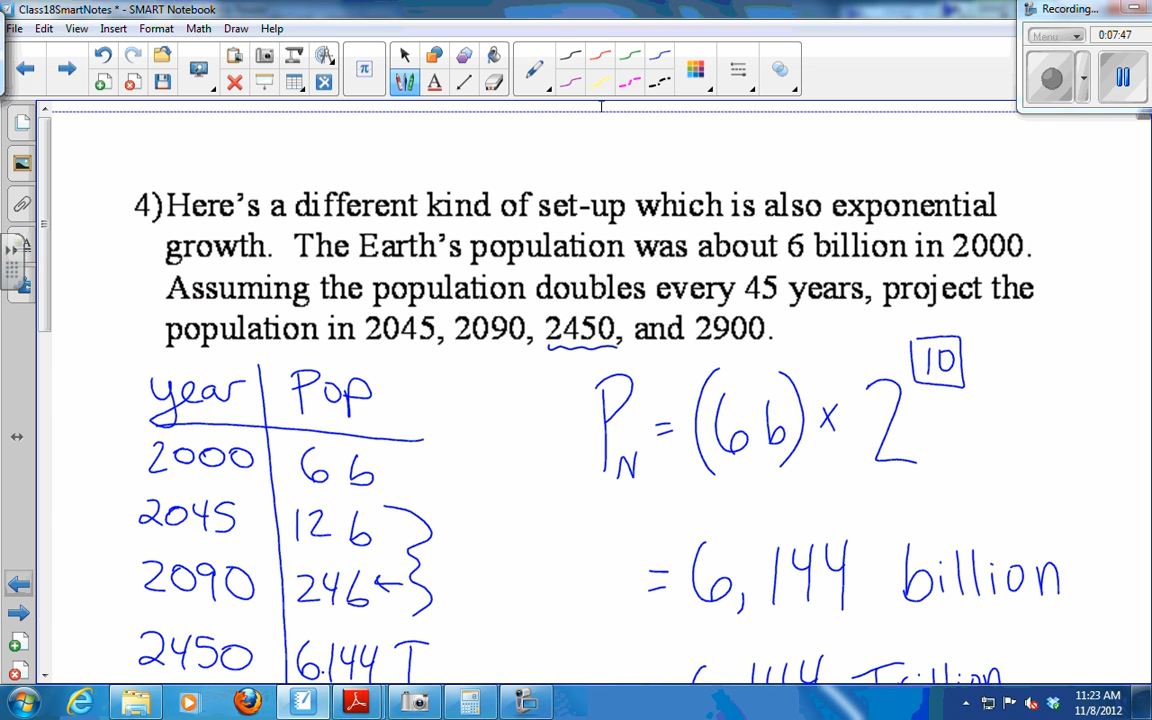 Class18SmartNotes * - SMART Notebook
Recording...
File Edit View Insert Format Math Draw Help
Menu
0:07:47
π
A
4) Here's a different kind of set-up which is also exponential
growth. The Earth's population was about 6 billion in 2000.
Assuming the population doubles every 45 years, project the
population in 2045, 2090, 2450, and 2900.
year Pop
2000 6 b
2045 12 b
2090 24 b
2450 6.144 T
P_N = (6 b) × 2^10
= 6,144 billion
11:23 AM
11/8/2012